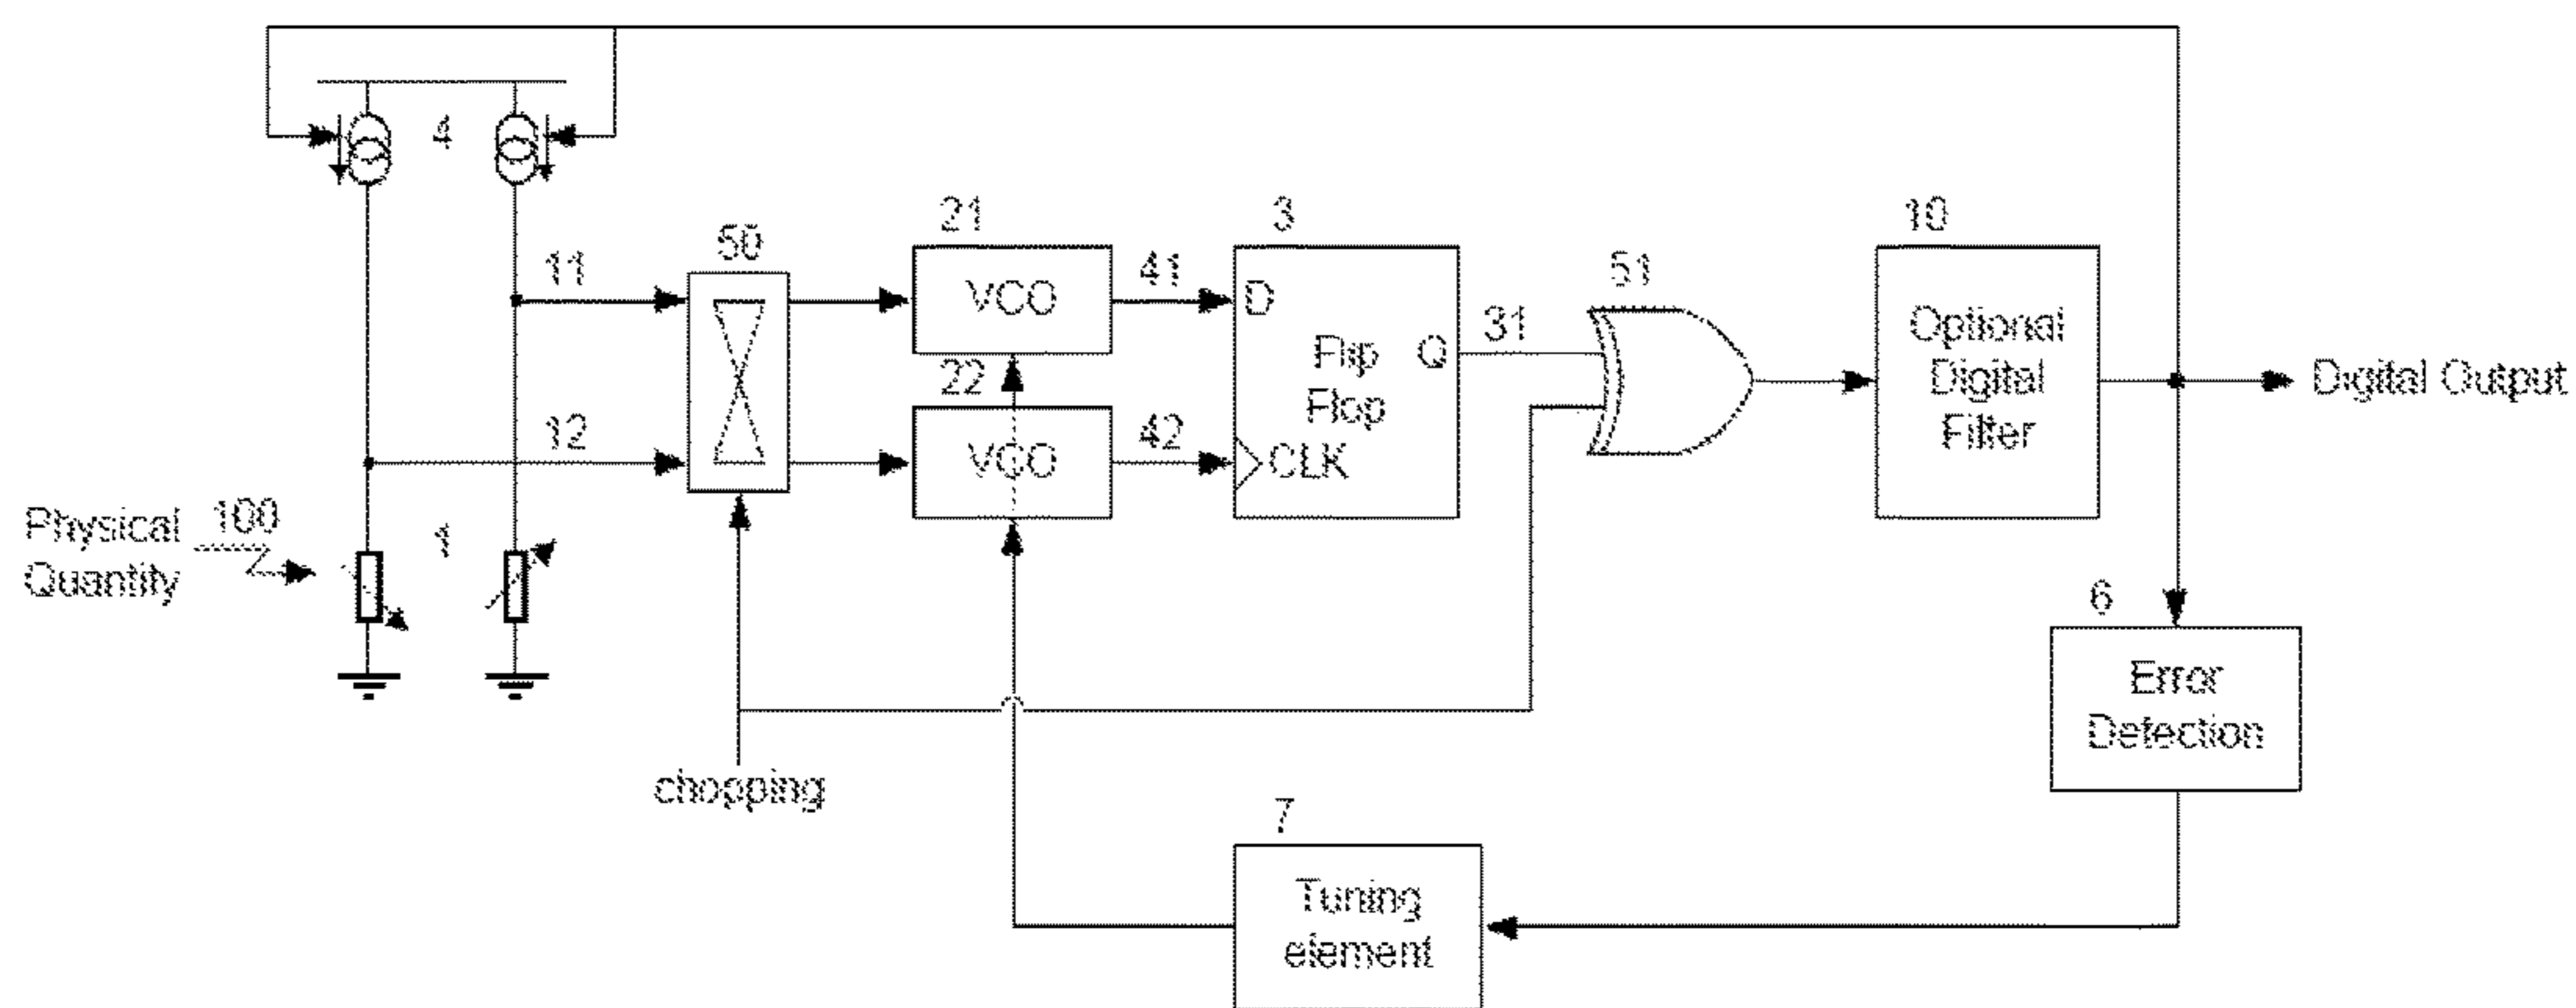 4
21
3
10
50
11
41
51
VCO
D
31
Optional
Flip
Q
22
Digital
Digital Output
Flop
12
42
Filter
VCO
CLK
Physical
100
1
Quantity
6
Error
Detection
chopping
7
Tuning
element